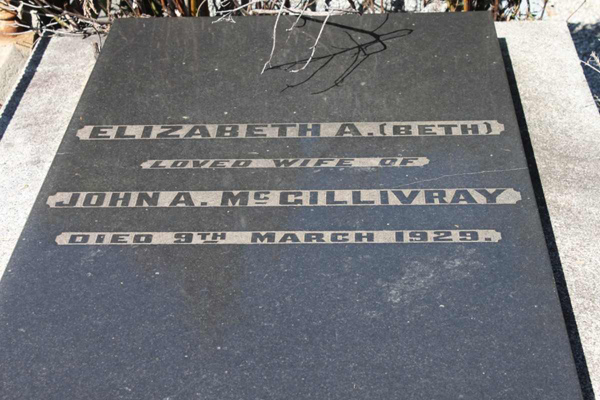 ELIZABETH A. (BETH)
LOVED WIFE OF
JOHN A. McGILLIVRAY
DIED 9TH MARCH 1929.